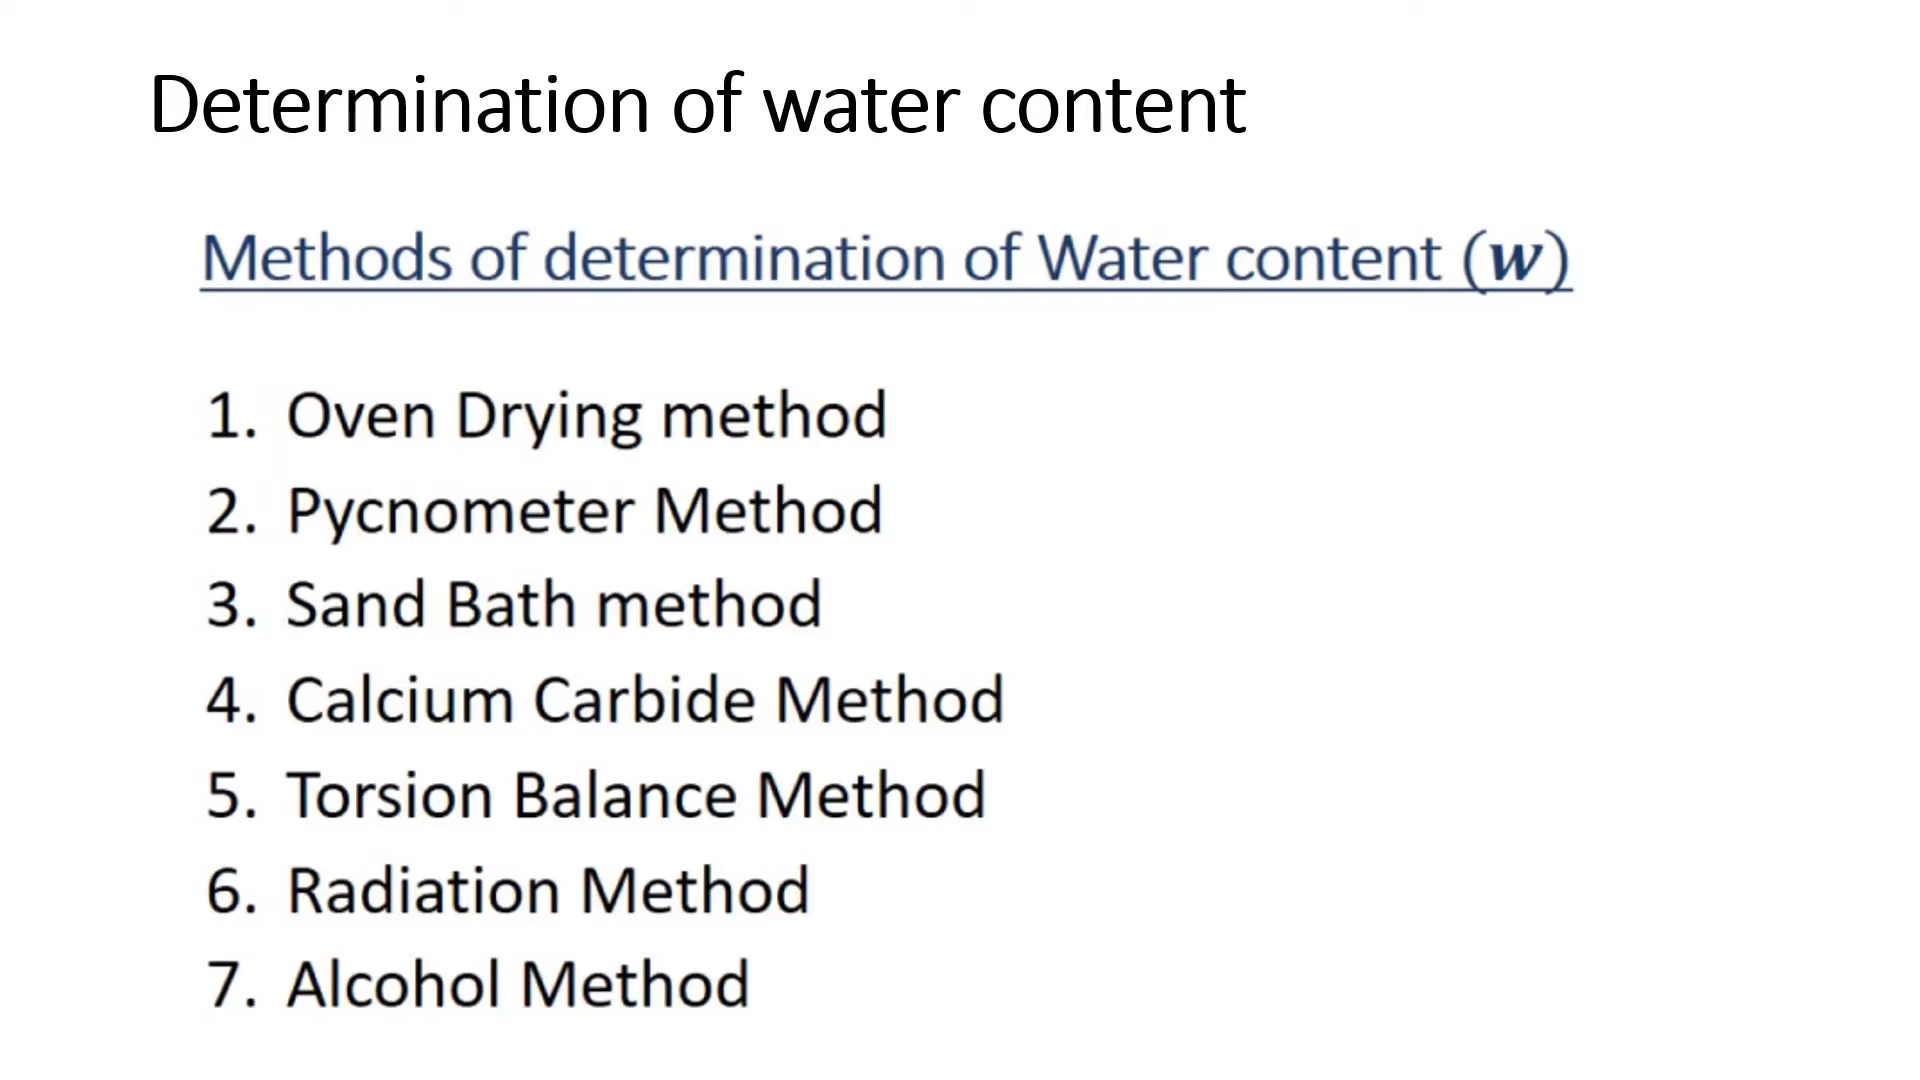 Determination of water content
Methods of determination of Water content (w)
1. Oven Drying method
2. Pycnometer Method
3. Sand Bath method
4. Calcium Carbide Method
5. Torsion Balance Method
6. Radiation Method
7. Alcohol Method